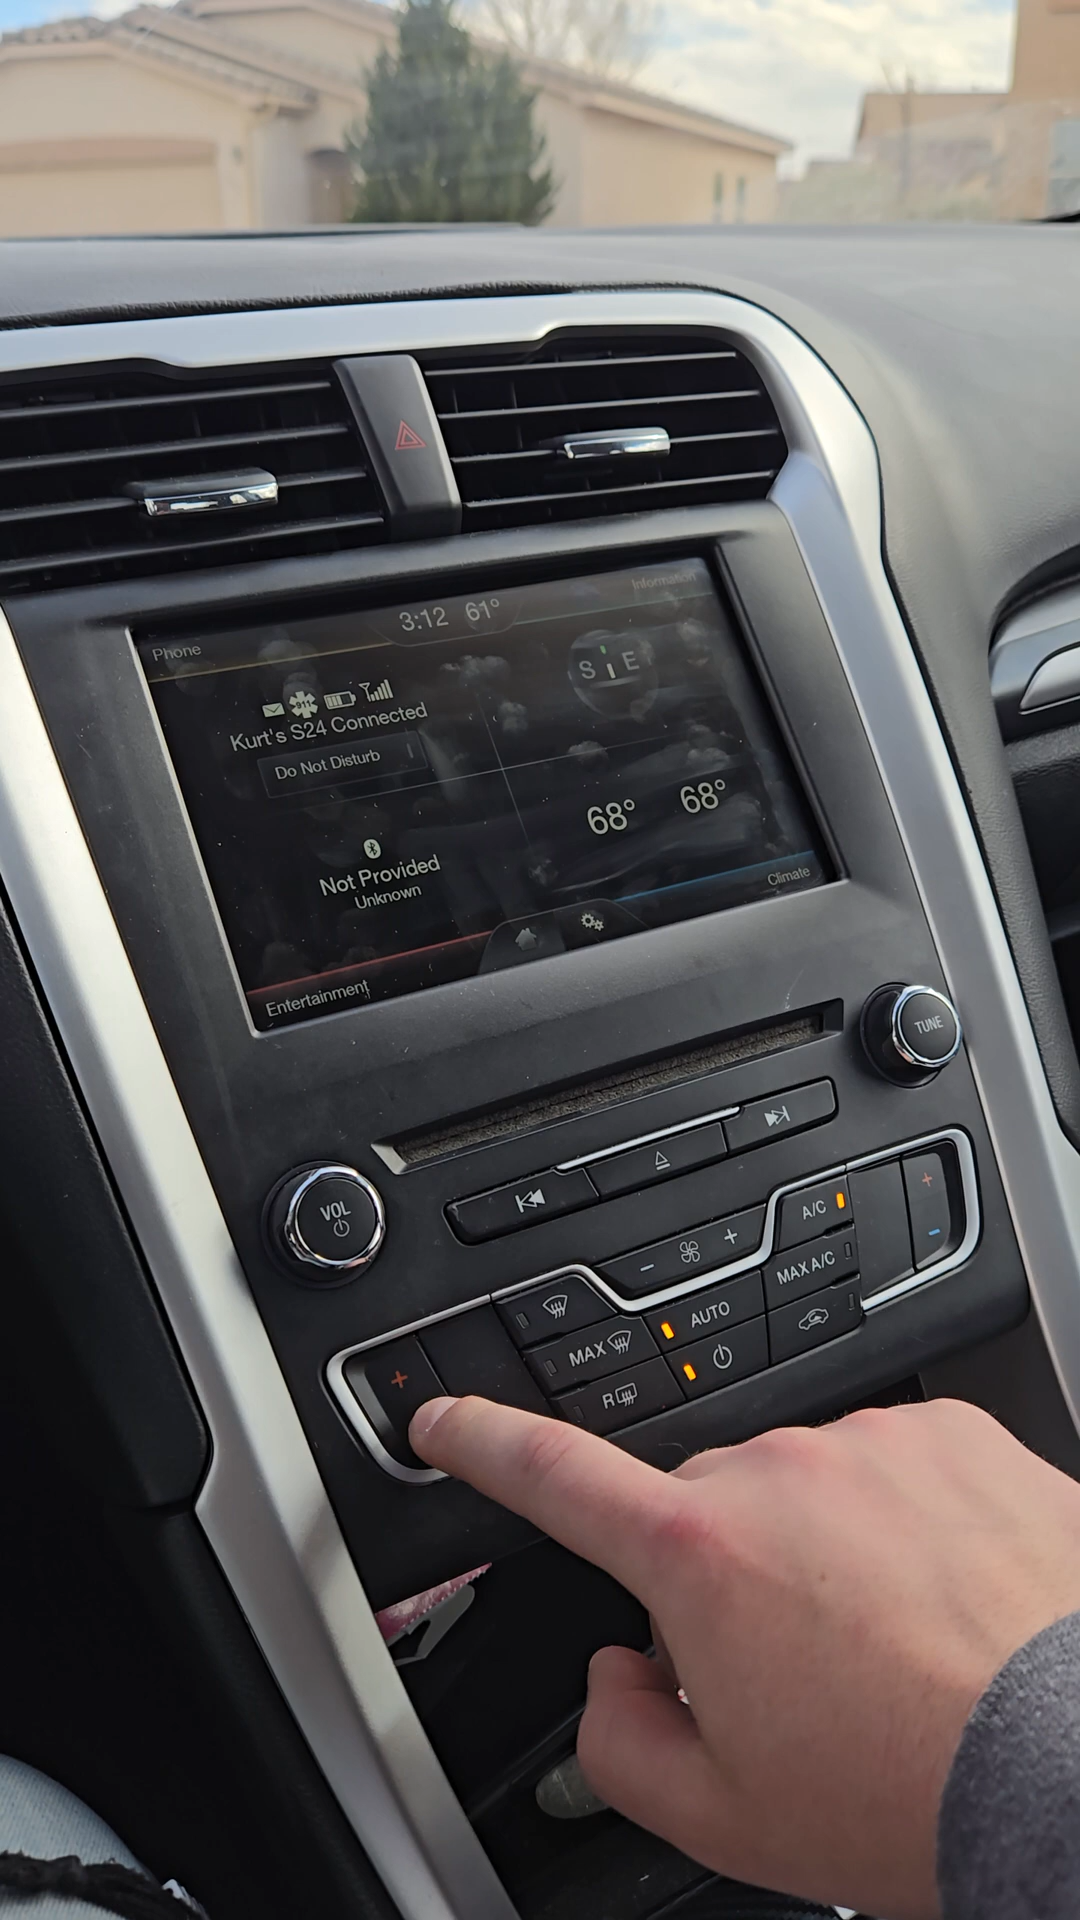 Information
3:12 61°
Phone
S E
911
Kurt's S24 Connected
Do Not Disturb
68° 68°
Not Provided
Unknown
Climate
Entertainment
TUNE
VOL
A/C
+
- +
MAX A/C
-
AUTO
MAX
R
+